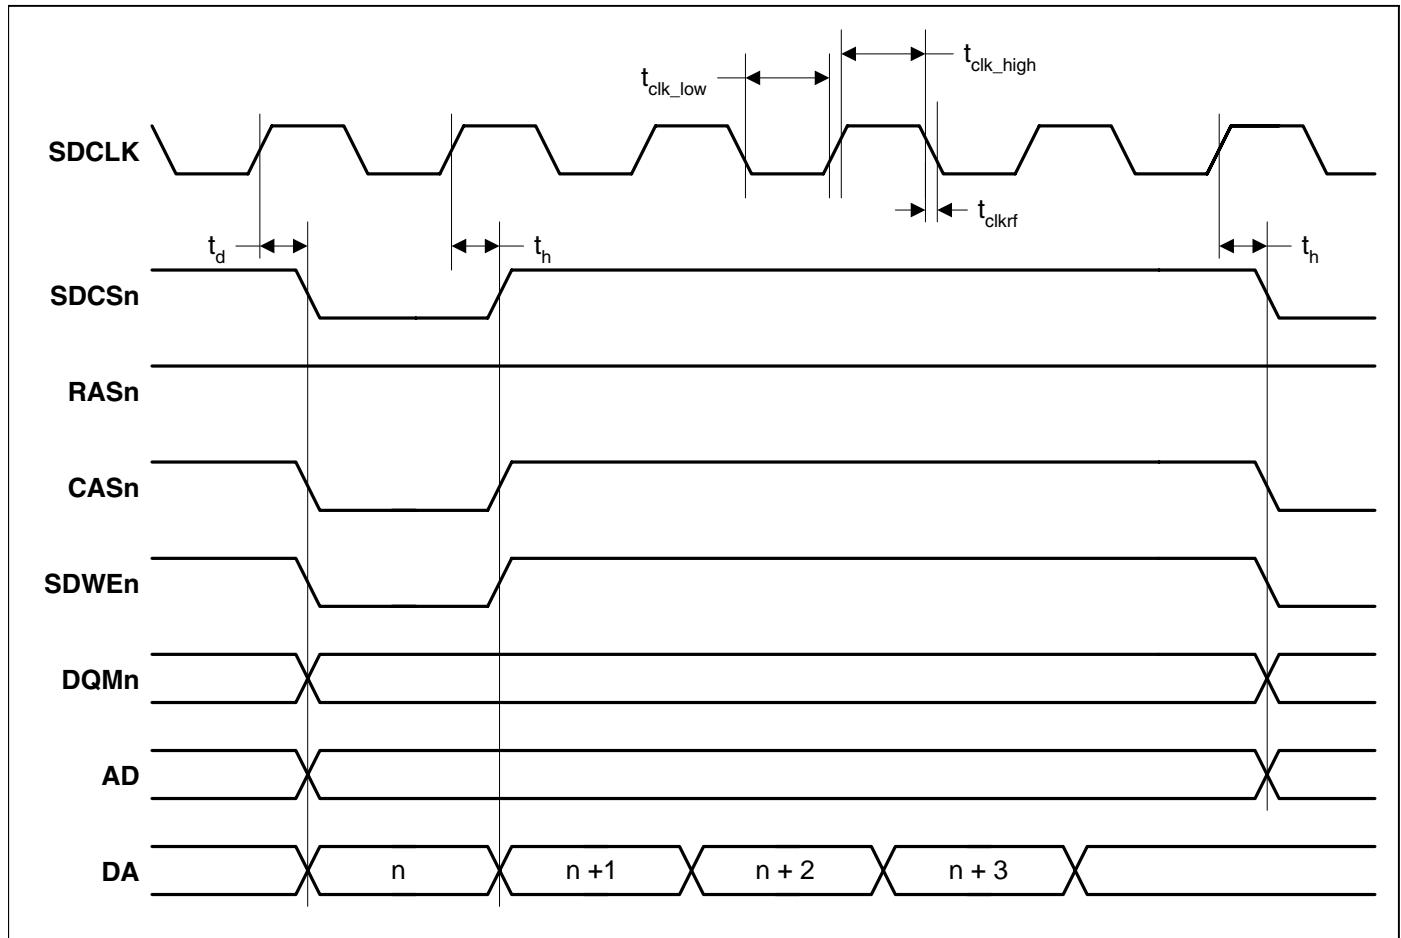 t_clk_high
t_clk_low
SDCLK
t_clkrf
t_d
t_h
t_h
SDCSn
RASn
CASn
SDWEn
DQMn
AD
DA
n
n +1
n + 2
n + 3